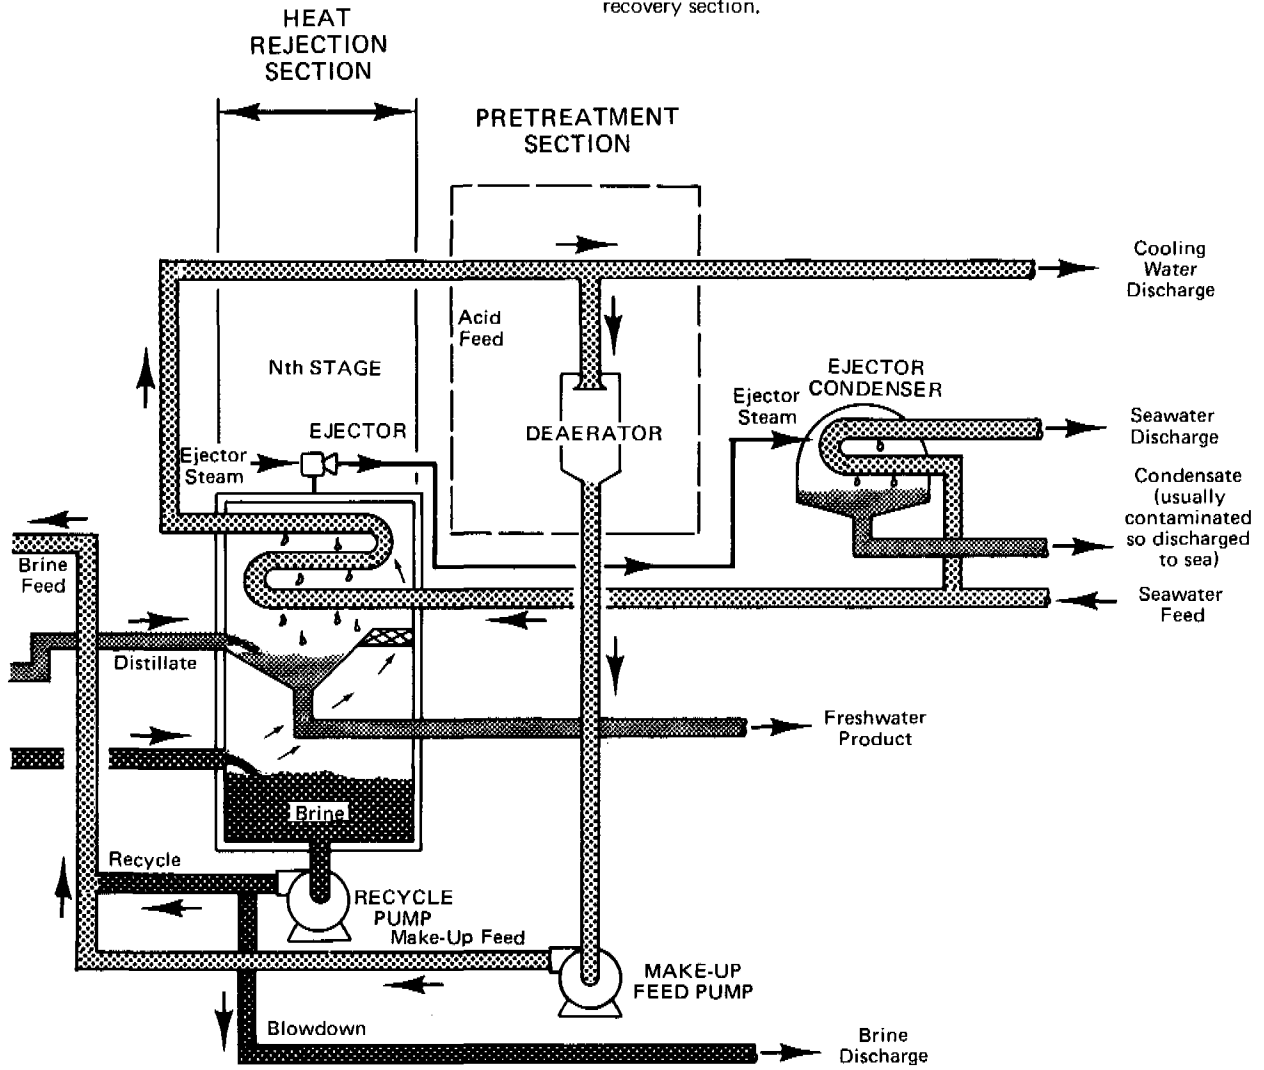 recovery section.
HEAT
REJECTION
SECTION
PRETREATMENT
SECTION
Cooling
Water
Discharge
Acid
Feed
Nth STAGE
EJECTOR
CONDENSER
Ejector
Steam
EJECTOR
DEAERATOR
Seawater
Discharge
Ejector
Steam
Condensate
(usually
contaminated
so discharged
to sea)
Brine
Feed
Seawater
Feed
Distillate
Freshwater
Product
Brine
Recycle
RECYCLE
PUMP
Make-Up Feed
MAKE-UP
FEED PUMP
Blowdown
Brine
Discharge